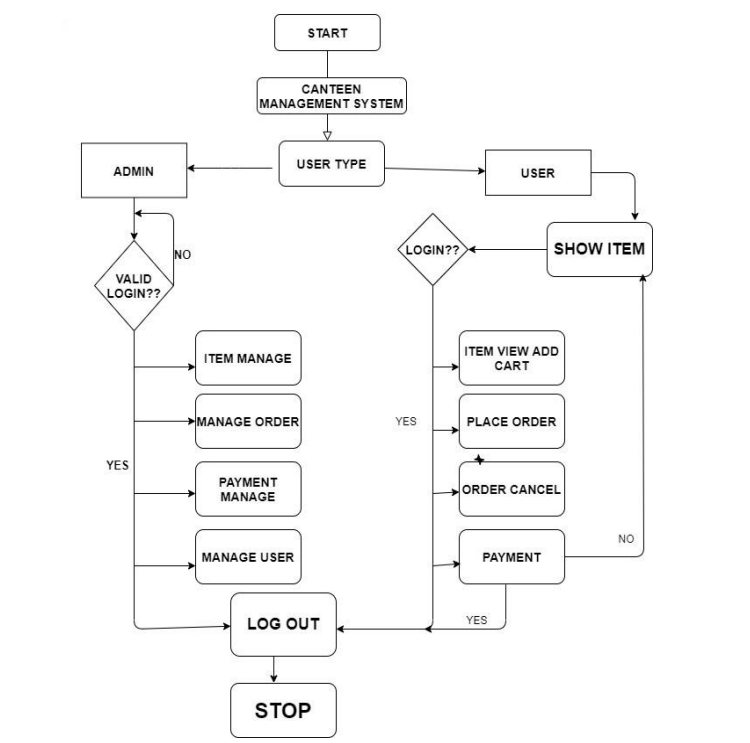 START
CANTEEN
MANAGEMENT SYSTEM
USER TYPE
ADMIN
USER
NO
VALID
LOGIN??
LOGIN??
SHOW ITEM
ITEM MANAGE
ITEM VIEW ADD
CART
MANAGE ORDER
YES
PLACE ORDER
YES
PAYMENT
MANAGE
ORDER CANCEL
MANAGE USER
PAYMENT
NO
LOG OUT
YES
STOP